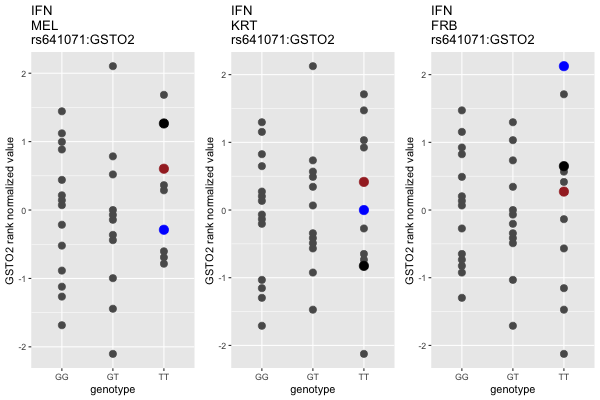 IFN
MEL
rs641071:GSTO2
GSTO2 rank normalized value
2
1
0
-1
-2
GG GT TT
genotype
IFN
KRT
rs641071:GSTO2
GSTO2 rank normalized value
2
1
0
-1
-2
GG GT TT
genotype
IFN
FRB
rs641071:GSTO2
GSTO2 rank normalized value
2
1
0
-1
-2
GG GT TT
genotype